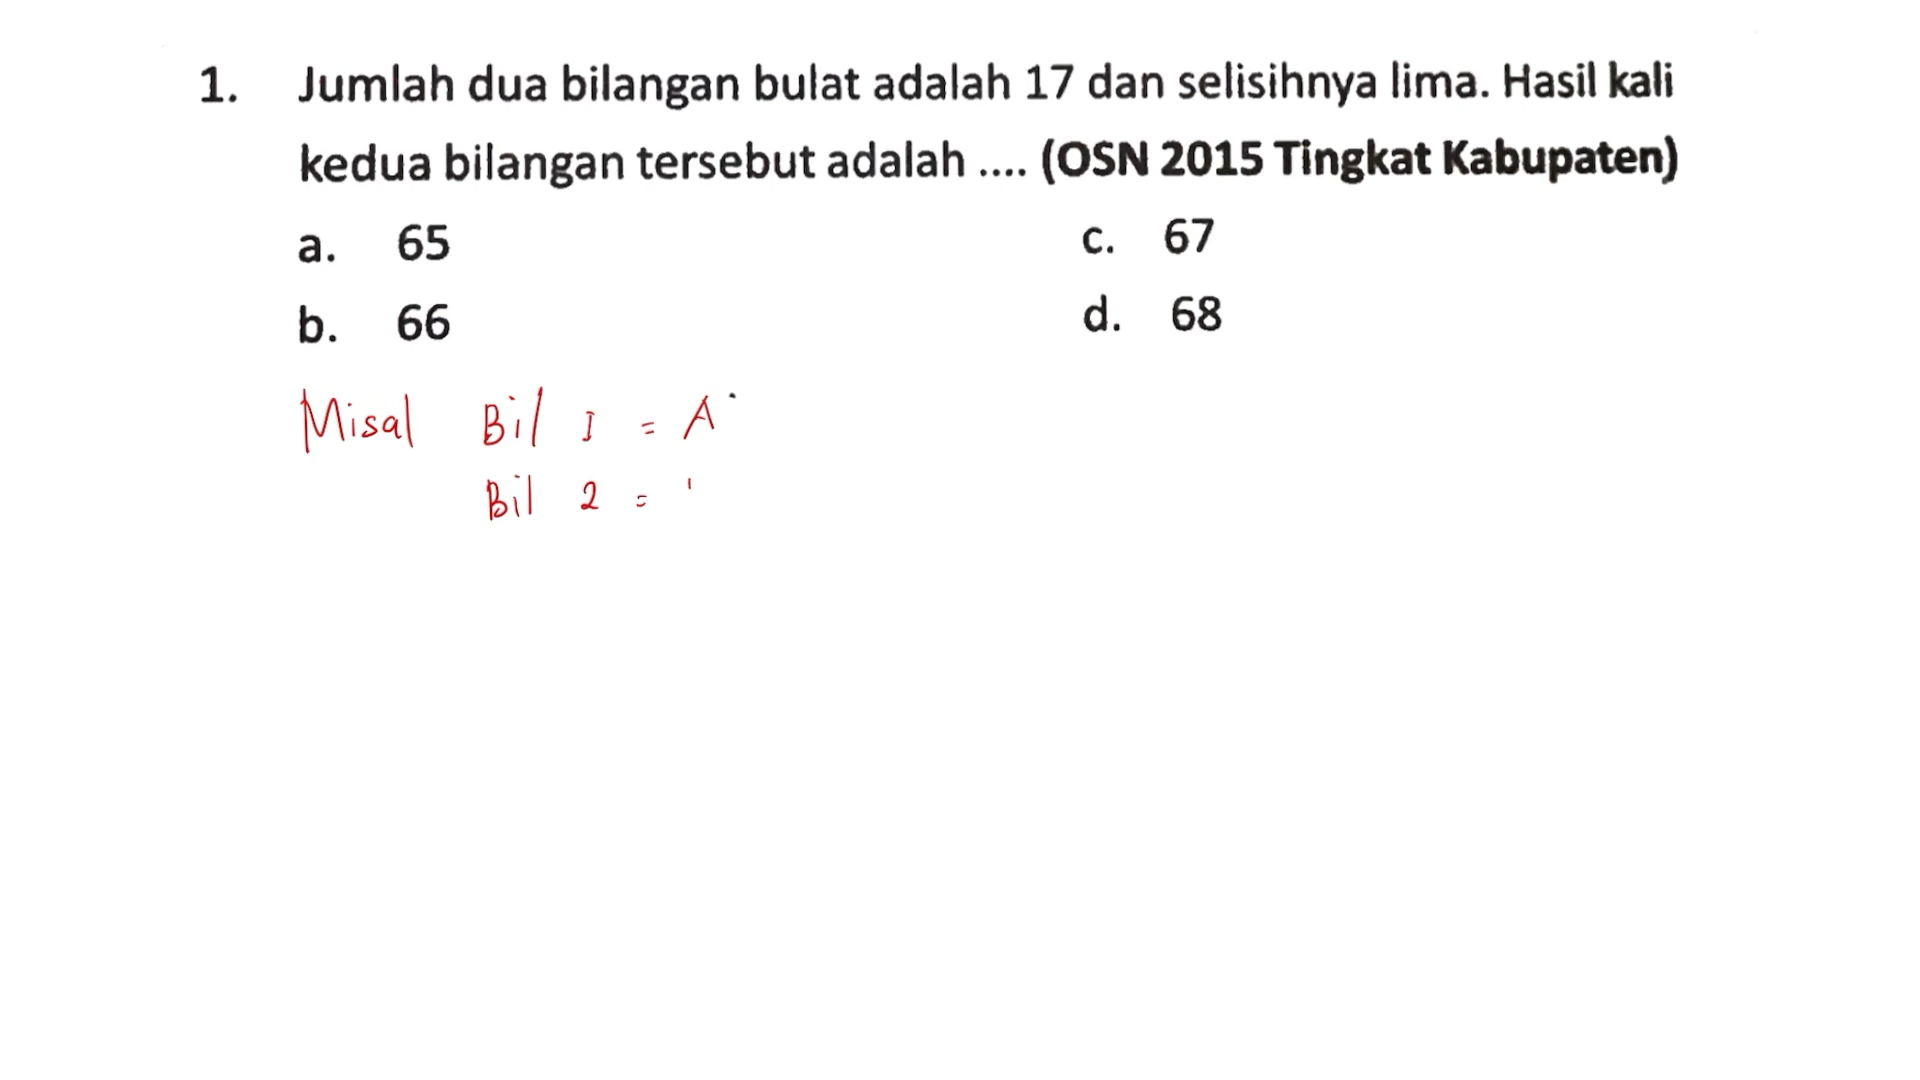 1. Jumlah dua bilangan bulat adalah 17 dan selisihnya lima. Hasil kali
kedua bilangan tersebut adalah .... (OSN 2015 Tingkat Kabupaten)
a. 65
c. 67
b. 66
d. 68
Misal Bil 1 = A
Bil 2 =